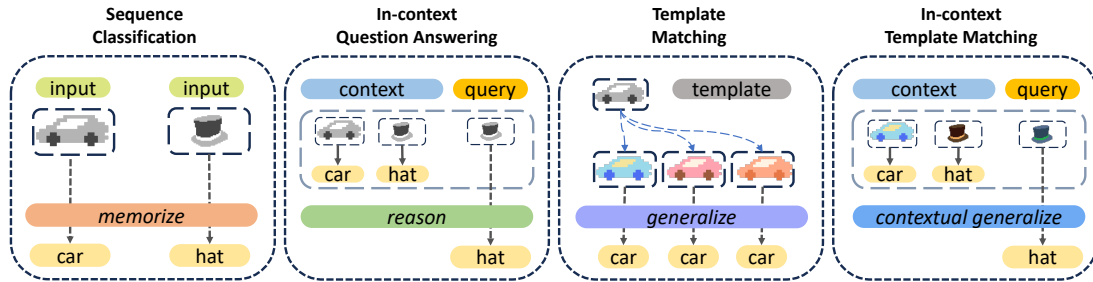 Sequence
Classification
input
input
memorize
car
hat
In-context
Question Answering
context
query
car
hat
reason
hat
Template
Matching
template
generalize
car
car
car
In-context
Template Matching
context
query
car
hat
contextual generalize
hat